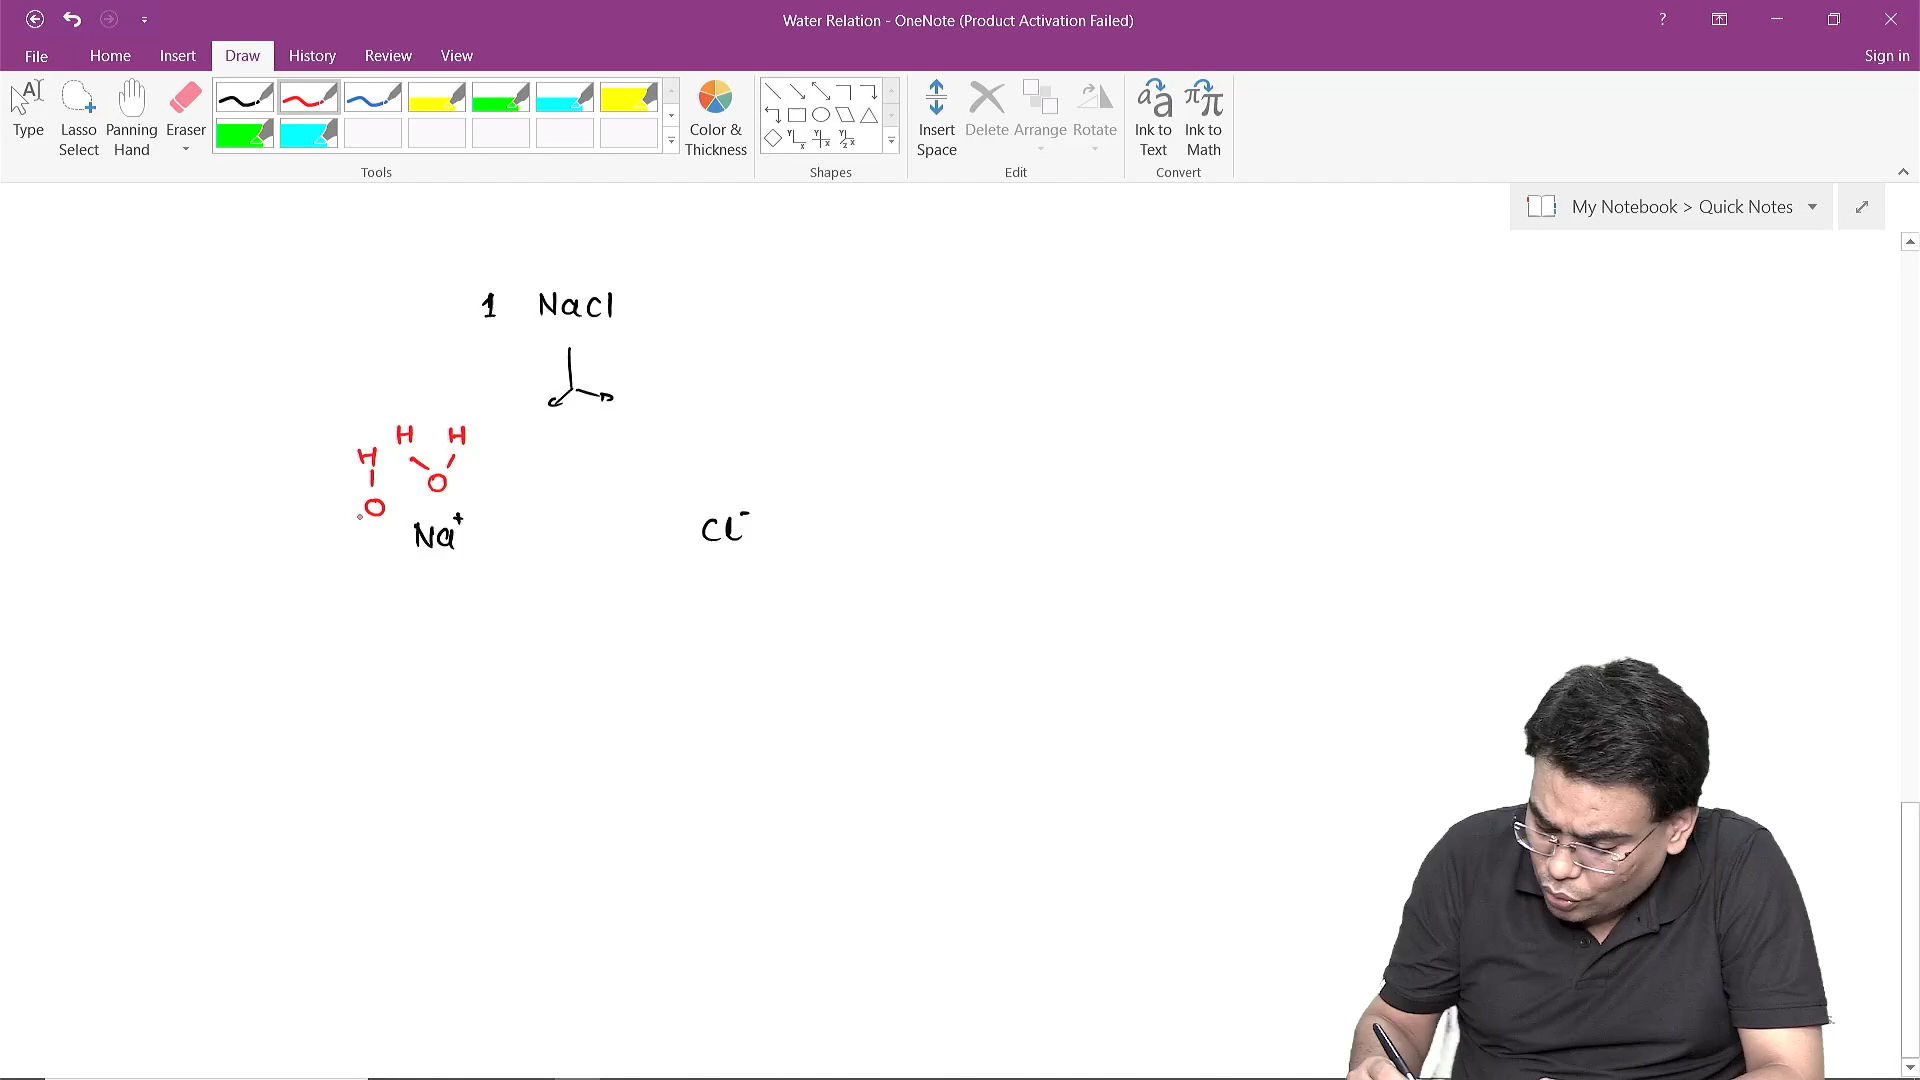 Water Relation - OneNote (Product Activation Failed)
?
File Home Insert Draw History Review View
Sign in
Type
Lasso Select
Panning Hand
Eraser
Color & Thickness
Insert Space
Delete
Arrange
Rotate
Ink to Text
Ink to Math
Tools
Shapes
Edit
Convert
My Notebook > Quick Notes
1 NaCl
H H
H
O
O
Na+
Cl-